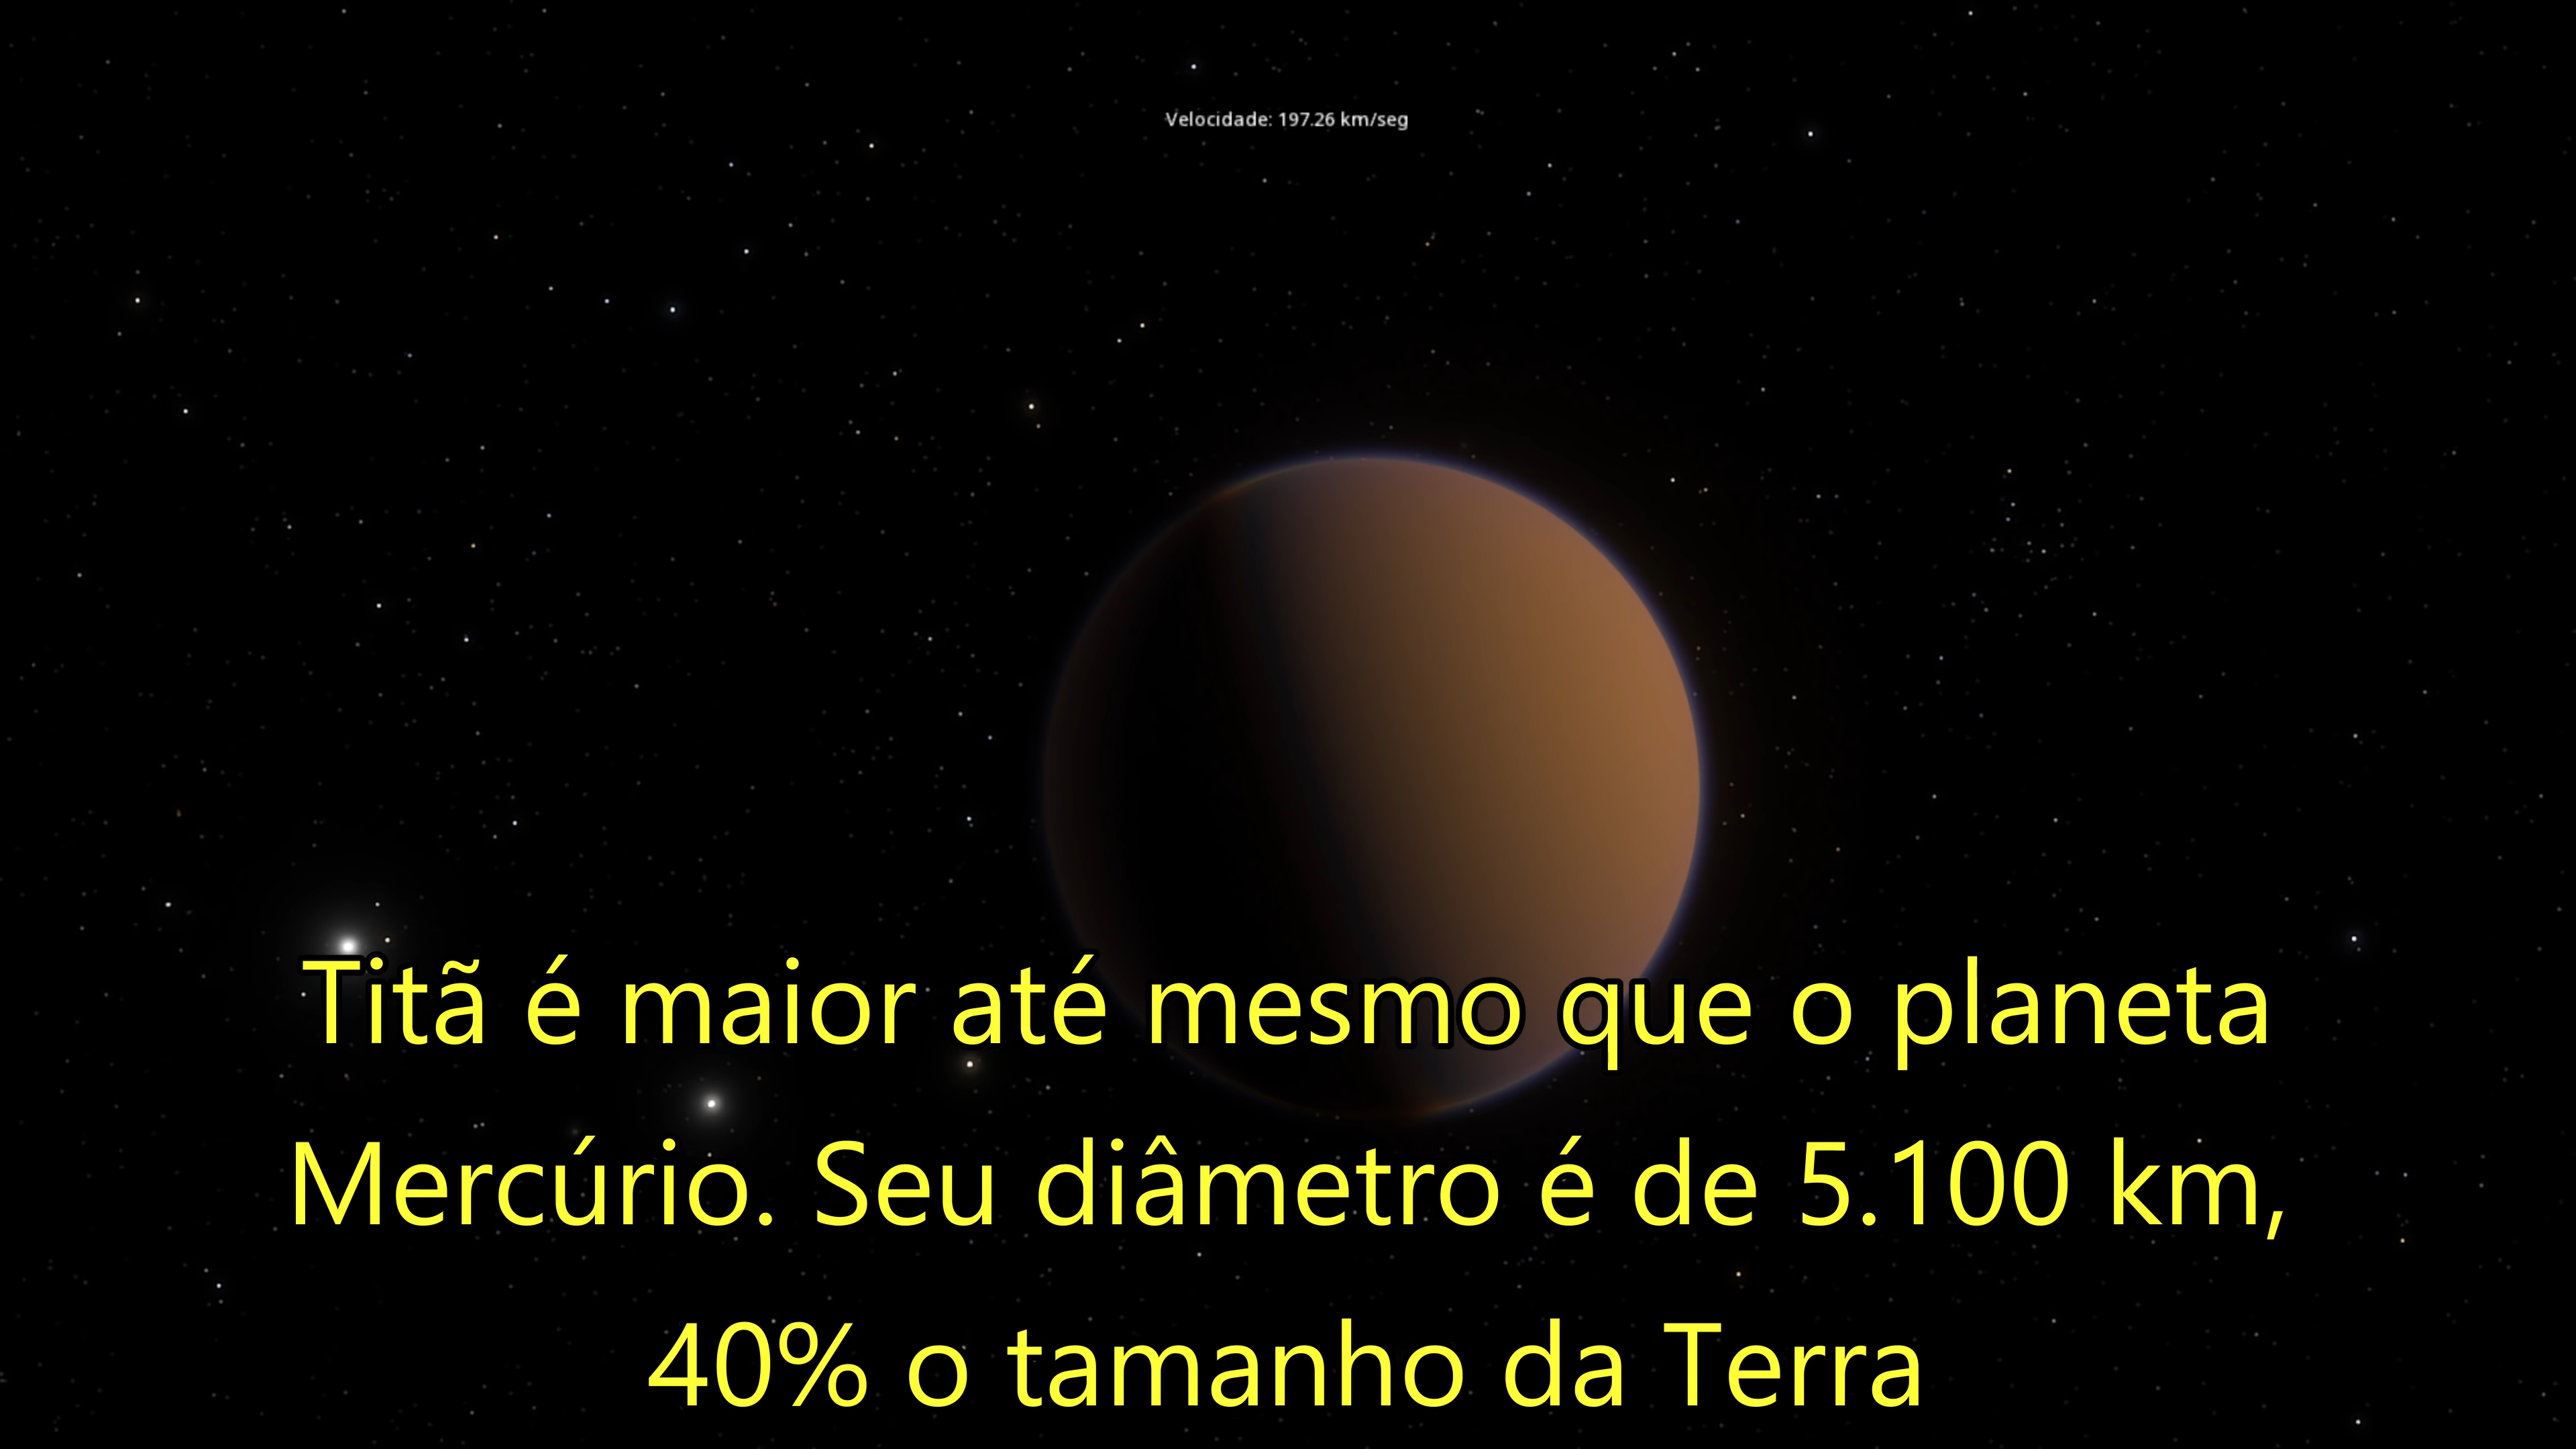 Velocidade: 197.26 km/seg
Titã é maior até mesmo que o planeta
Mercúrio. Seu diâmetro é de 5.100 km,
40% o tamanho da Terra